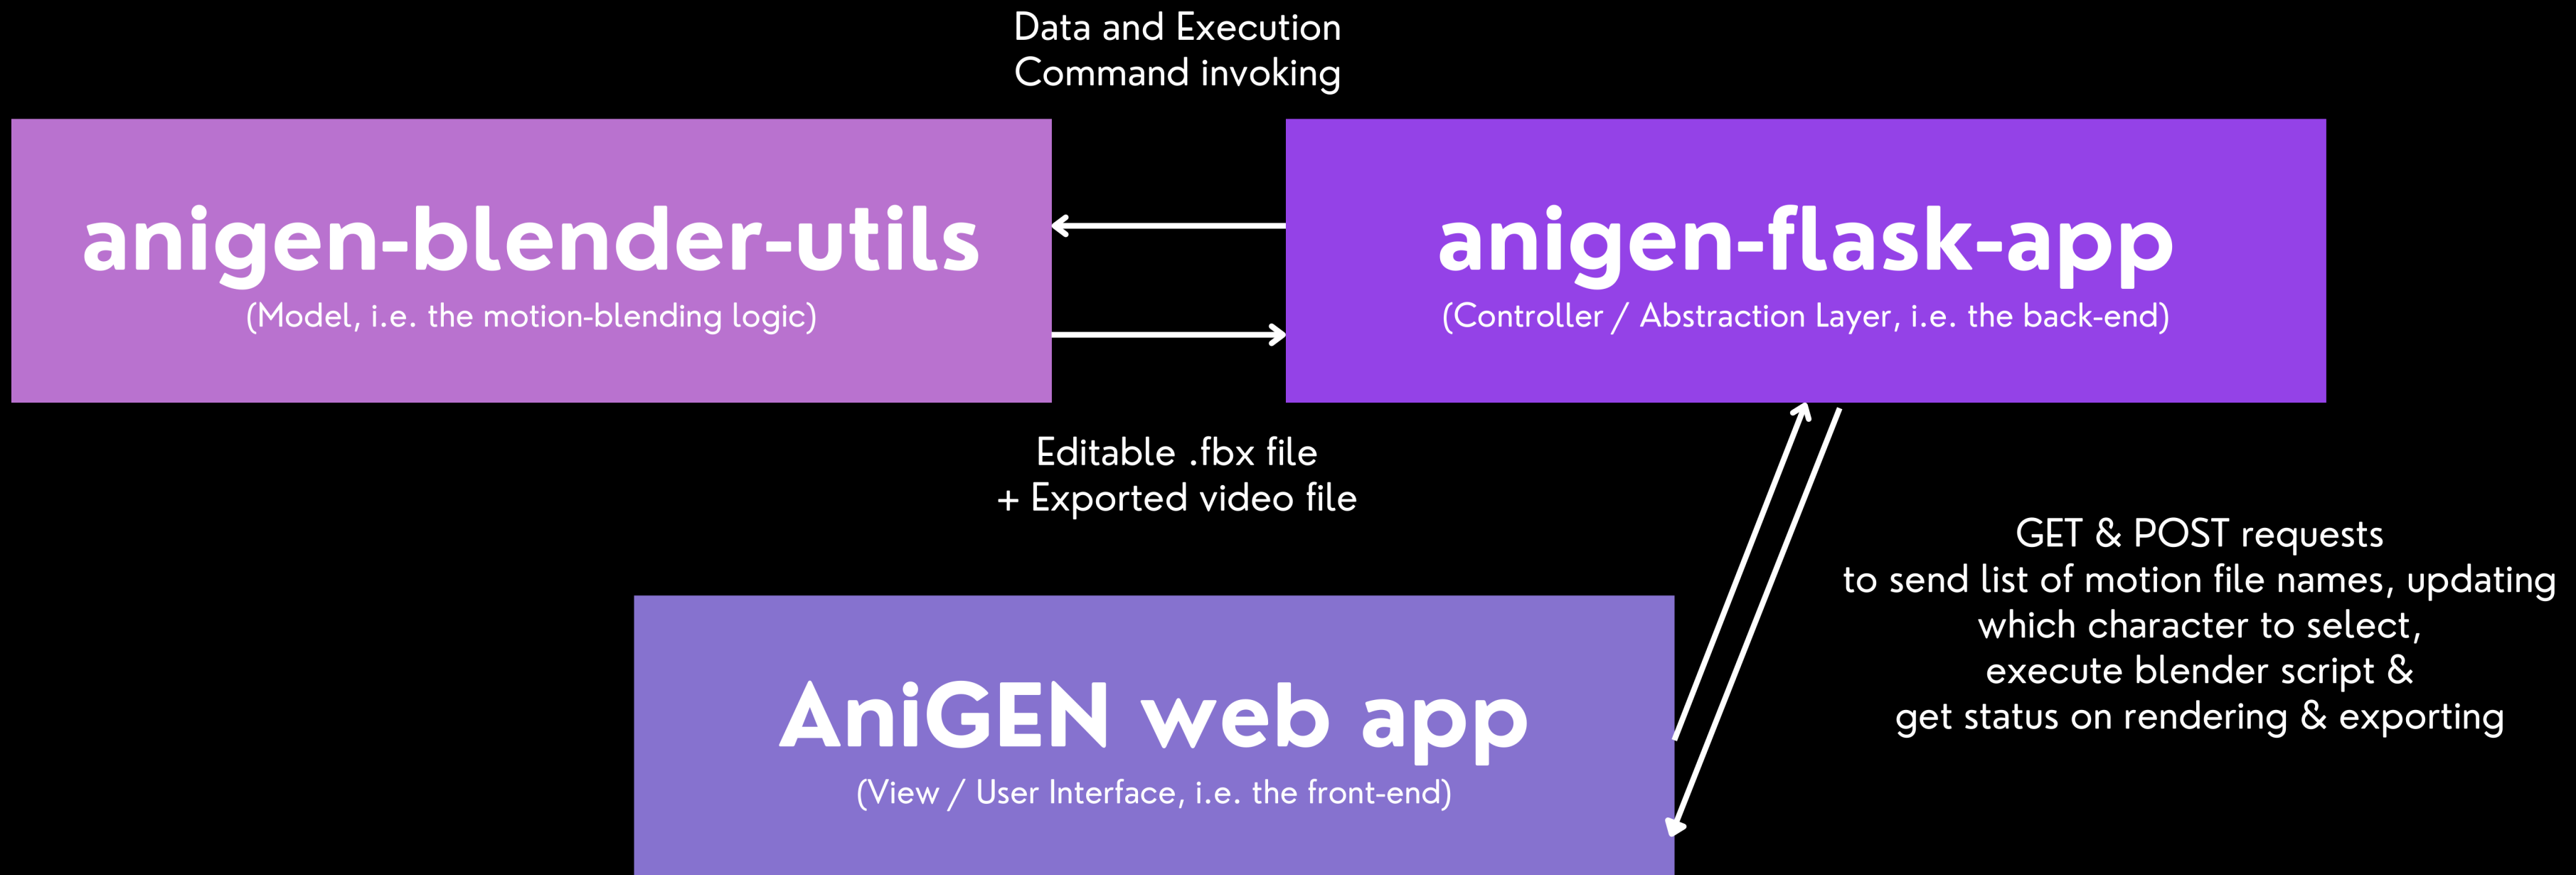 Data and Execution
Command invoking
anigen-blender-utils
(Model, i.e. the motion-blending logic)
anigen-flask-app
(Controller / Abstraction Layer, i.e. the back-end)
Editable .fbx file
+ Exported video file
GET & POST requests
to send list of motion file names, updating
which character to select,
execute blender script &
get status on rendering & exporting
AniGEN web app
(View / User Interface, i.e. the front-end)